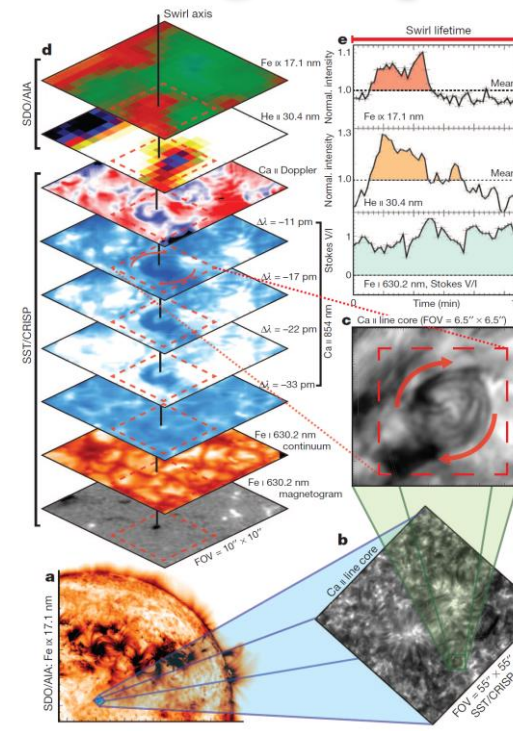 Swirl axis
d
SDO/AIA
Fe IX 17.1 nm
He II 30.4 nm
SST/CRISP
Ca II Doppler
Δλ = −11 pm
Δλ = −17 pm
Δλ = −22 pm
Δλ = −33 pm
Ca II 854 nm
Fe I 630.2 nm
continuum
Fe I 630.2 nm
magnetogram
FOV = 10″ × 10″
Swirl lifetime
e
Normal. intensity
1.1
1.0
Mean
Fe IX 17.1 nm
Normal. intensity
1.3
1.0
Mean
He II 30.4 nm
Stokes V/I
1
0
Fe I 630.2 nm, Stokes V/I
0
Time (min)
c
Ca II line core (FOV = 6.5″ × 6.5″)
b
Ca II line core
FOV = 55″ × 55″
SST/CRISP
a
SDO/AIA: Fe IX 17.1 nm